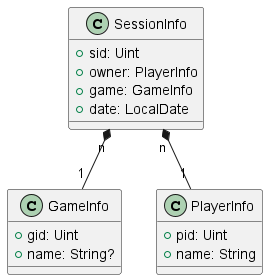 C SessionInfo
sid: Uint
owner: PlayerInfo
game: GameInfo
date: LocalDate
n n
1 1
C GameInfo
gid: Uint
name: String?
C PlayerInfo
pid: Uint
name: String